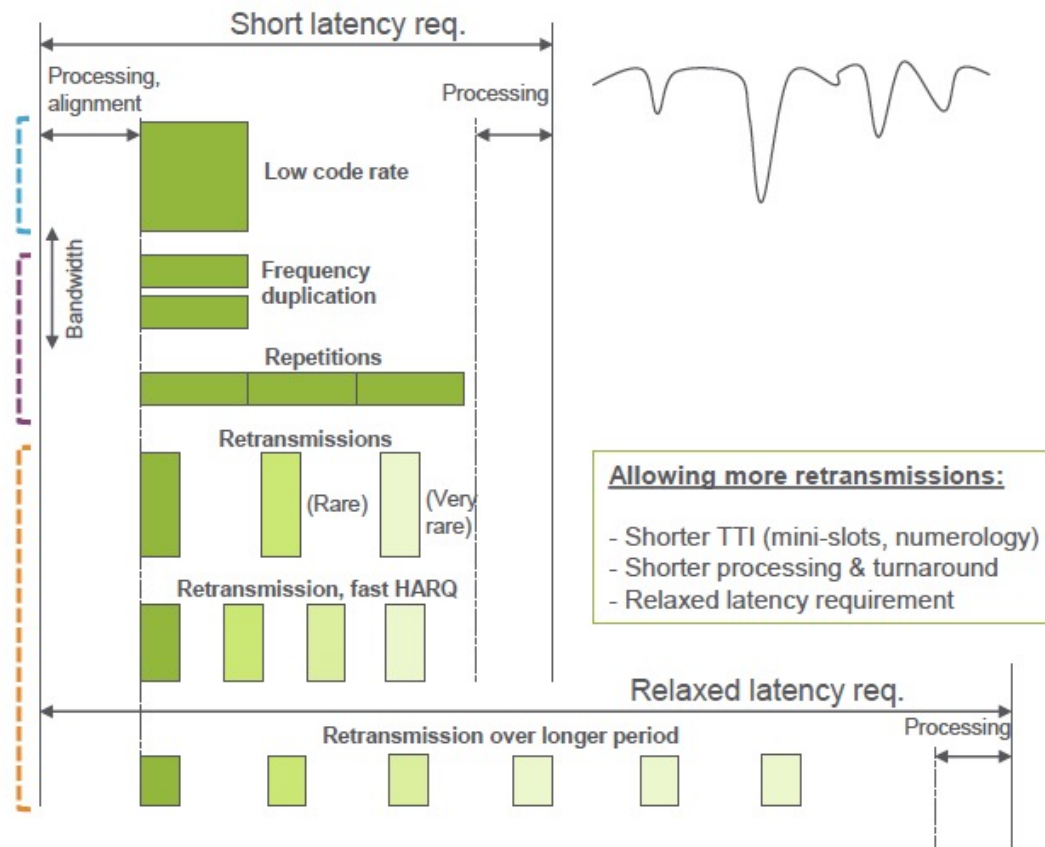 Short latency req.
Processing,
alignment
Processing
Low code rate
Bandwidth
Frequency
duplication
Repetitions
Retransmissions
(Rare)
(Very
rare)
Retransmission, fast HARQ
Allowing more retransmissions:
- Shorter TTI (mini-slots, numerology)
- Shorter processing & turnaround
- Relaxed latency requirement
Relaxed latency req.
Processing
Retransmission over longer period